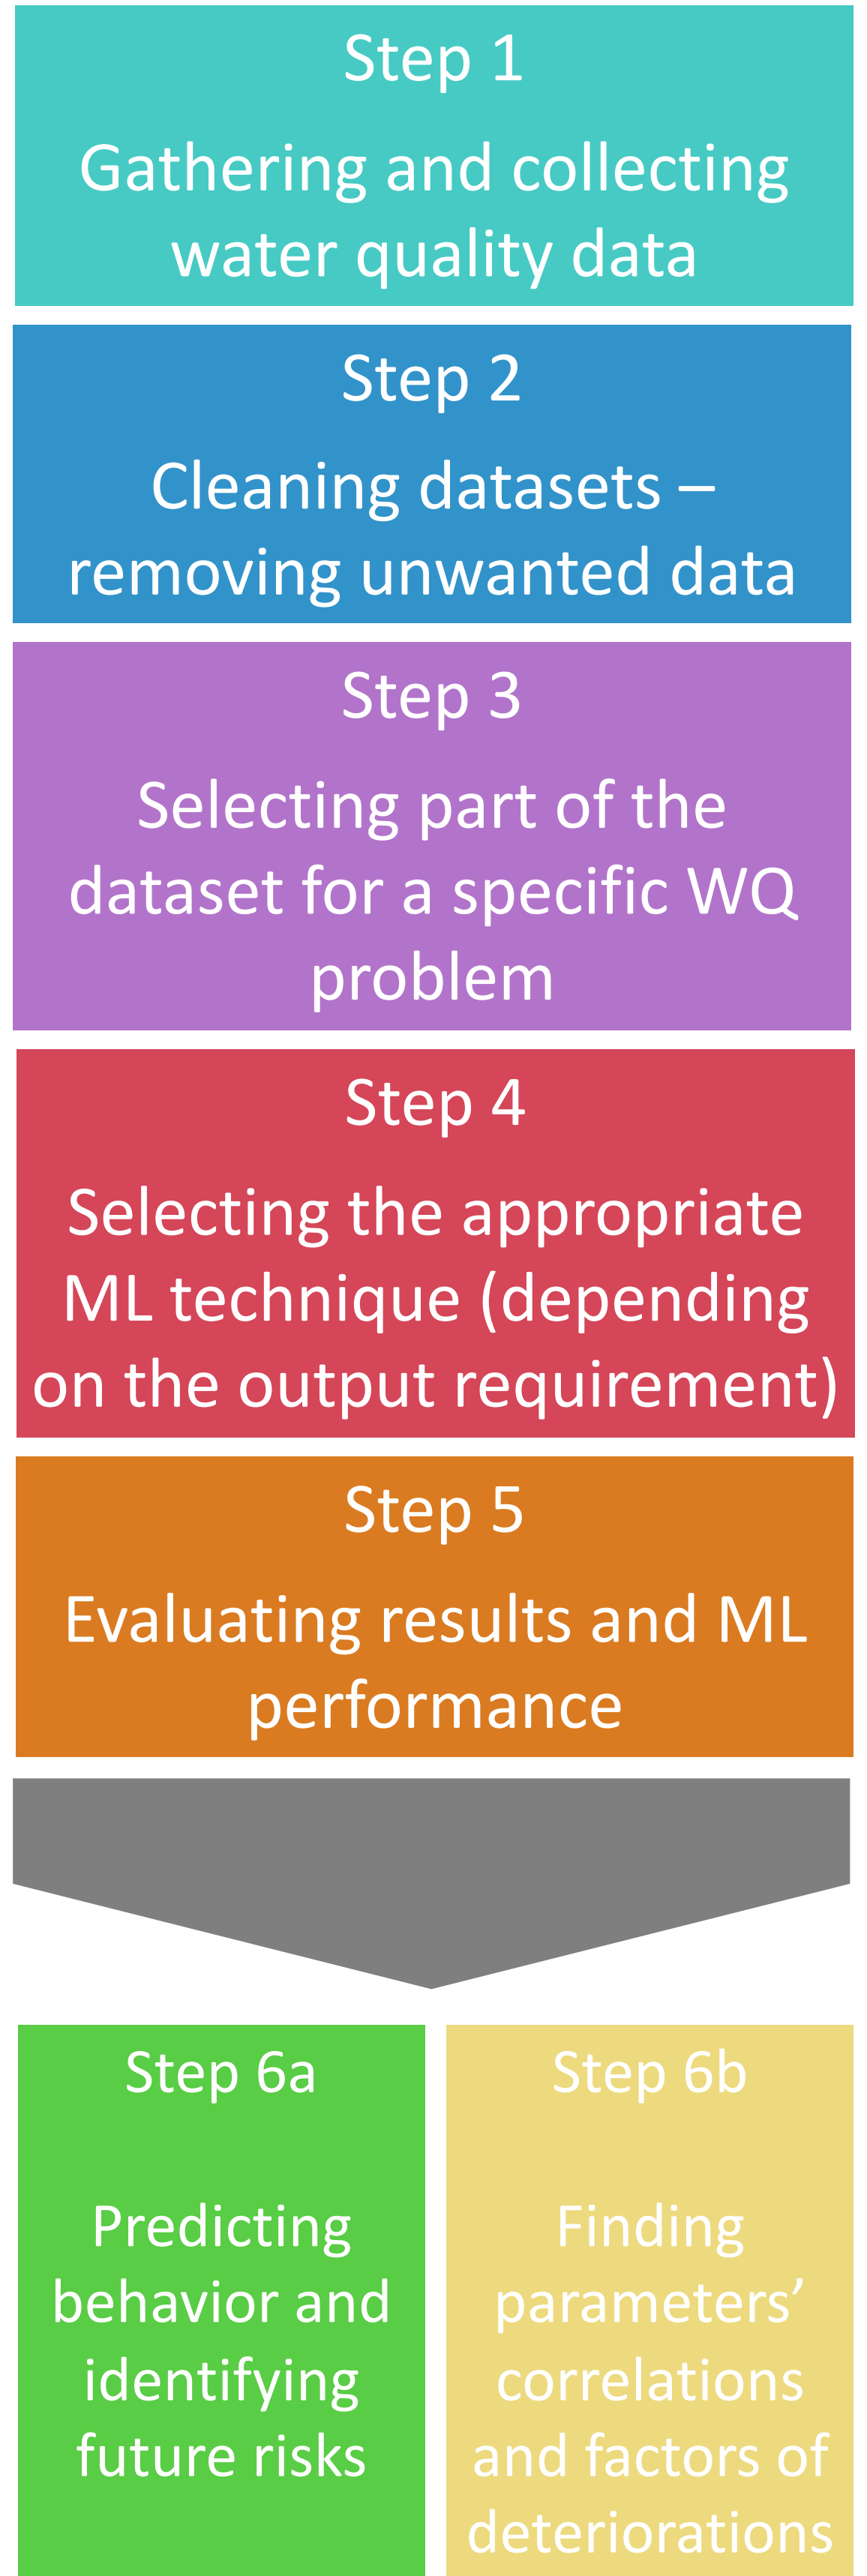 Step 1
Gathering and collecting
water quality data
Step 2
Cleaning datasets –
removing unwanted data
Step 3
Selecting part of the
dataset for a specific WQ
problem
Step 4
Selecting the appropriate
ML technique (depending
on the output requirement)
Step 5
Evaluating results and ML
performance
Step 6a
Predicting
behavior and
identifying
future risks
Step 6b
Finding
parameters’
correlations
and factors of
deteriorations